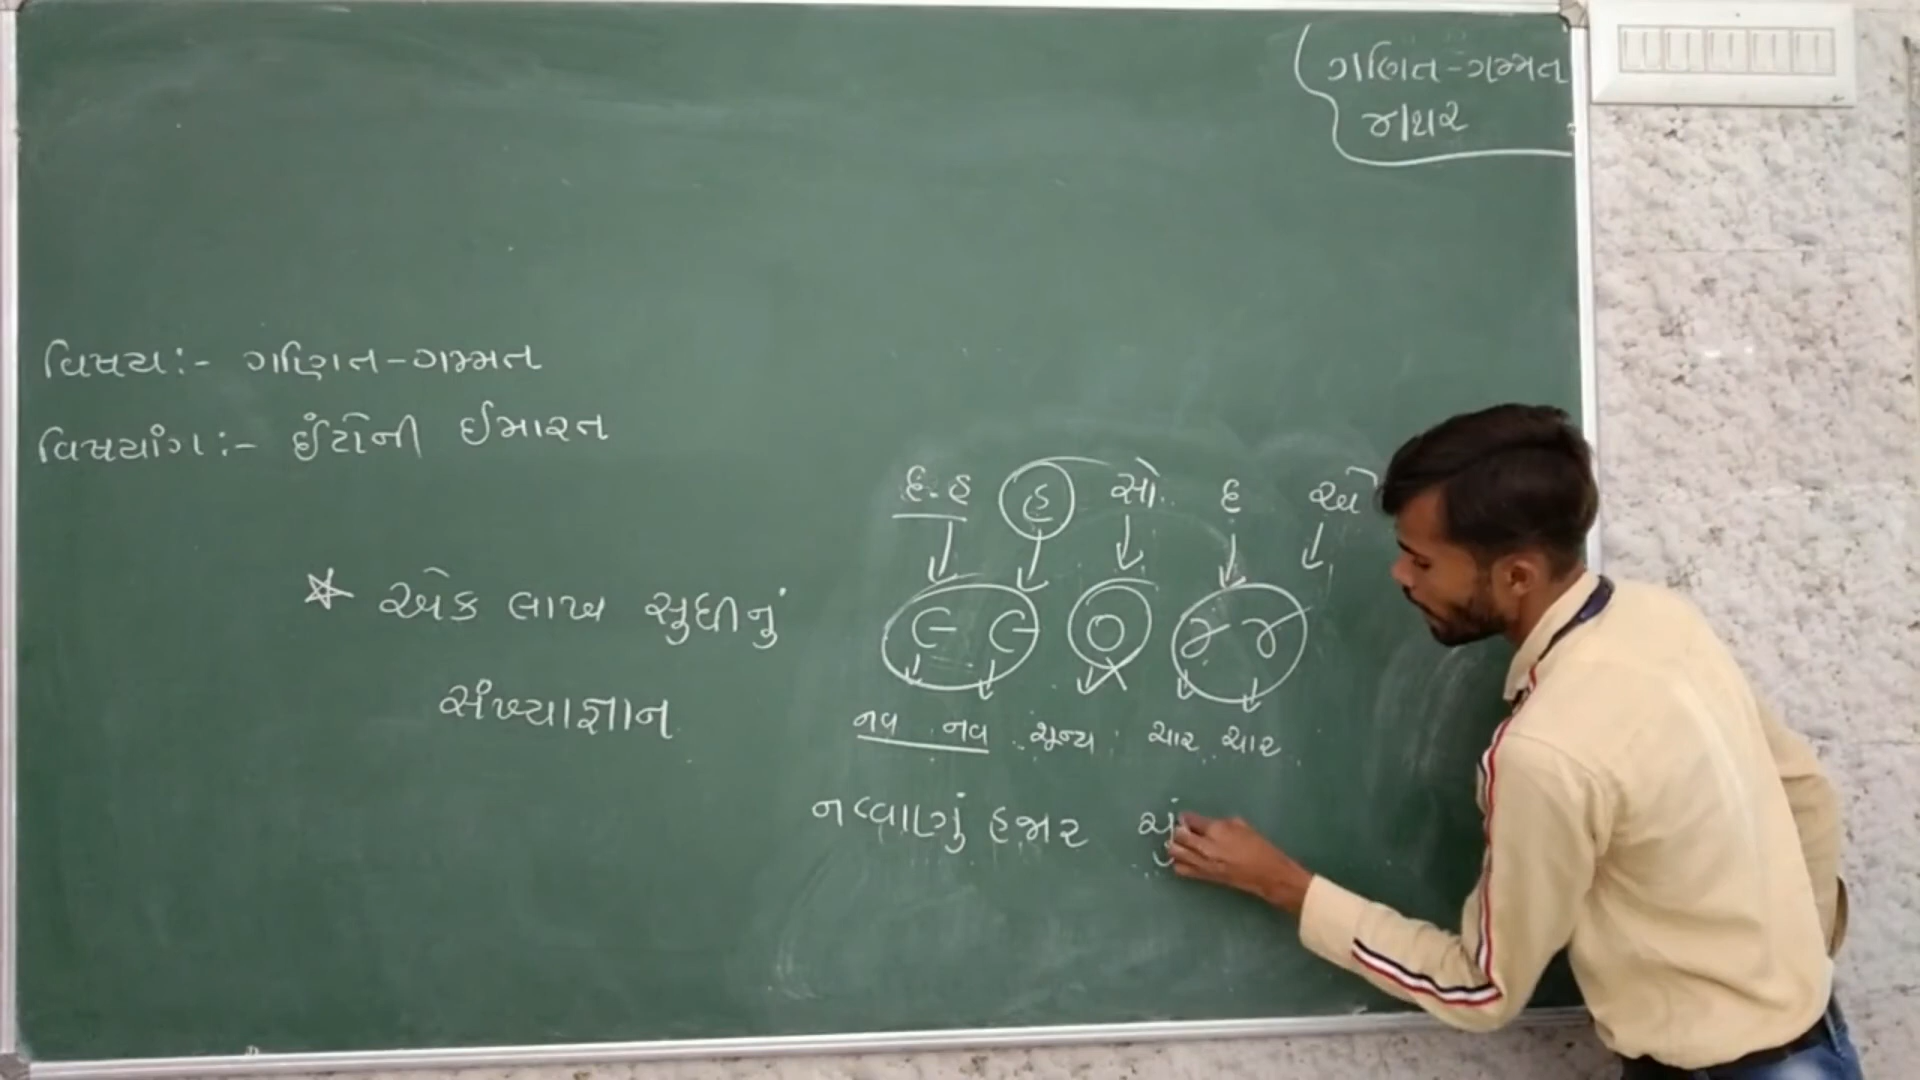 ગણિત-ગમ્મત
જાદર
વિષય:- ગણિત-ગમ્મત
વિષયાંગ:- ઈંટોની ઈમારત
એક લાખ સુધીનું
સંખ્યાજ્ઞાન
દ.હ હ સો. દ એ
૯ ૯ ૦ ૪ ૪
નવ નવ શૂન્ય ચાર ચાર
નવ્વાણું હજાર ચું